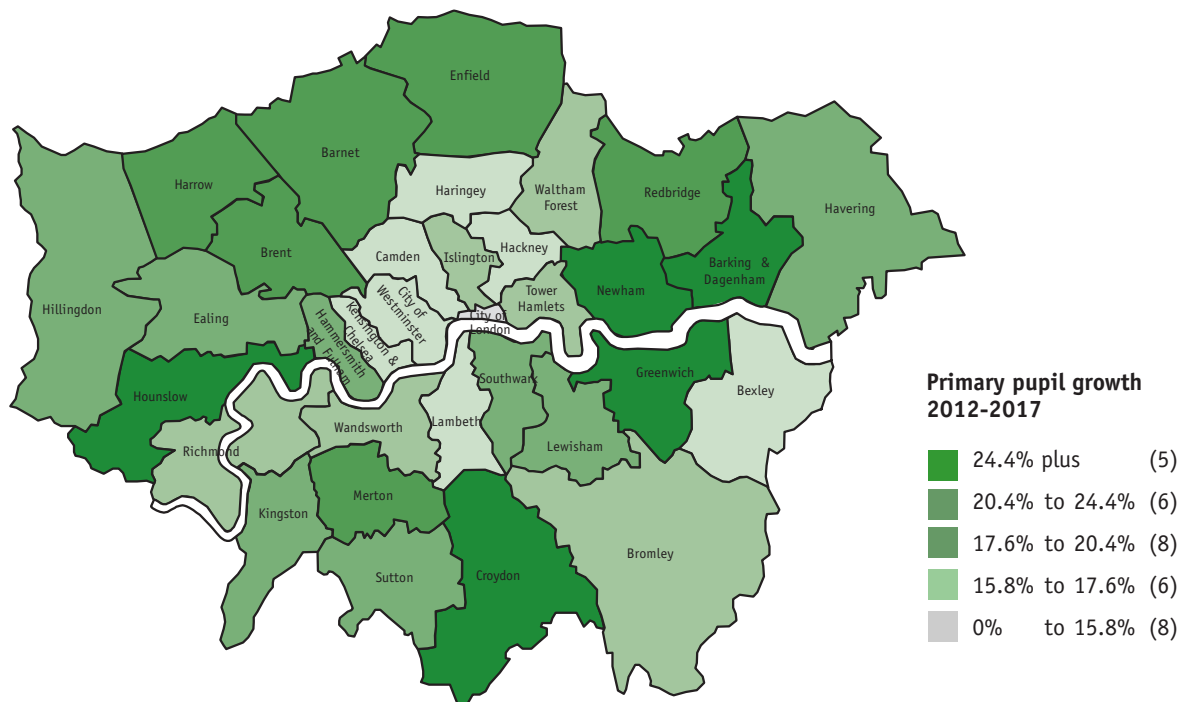 Enfield
Barnet
Harrow
Haringey
Waltham
Forest
Redbridge
Havering
Brent
Camden
Islington
Hackney
Barking &
Dagenham
Newham
Tower
Hamlets
Hillingdon
Ealing
City of
Westminster
City of
London
Kensington &
Chelsea
Hammersmith
and Fulham
Hounslow
Greenwich
Bexley
Southwark
Wandsworth
Lambeth
Lewisham
Richmond
Kingston
Merton
Sutton
Croydon
Bromley
Primary pupil growth
2012-2017
24.4% plus (5)
20.4% to 24.4% (6)
17.6% to 20.4% (8)
15.8% to 17.6% (6)
0% to 15.8% (8)